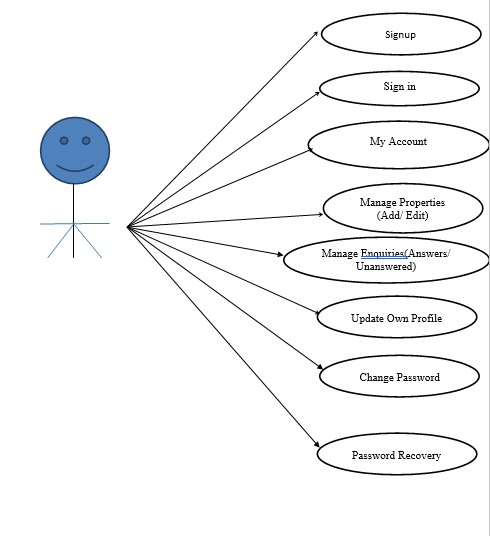 Signup
Sign in
My Account
Manage Properties
(Add/ Edit)
Manage Enquiries(Answers/
Unanswered)
Update Own Profile
Change Password
Password Recovery